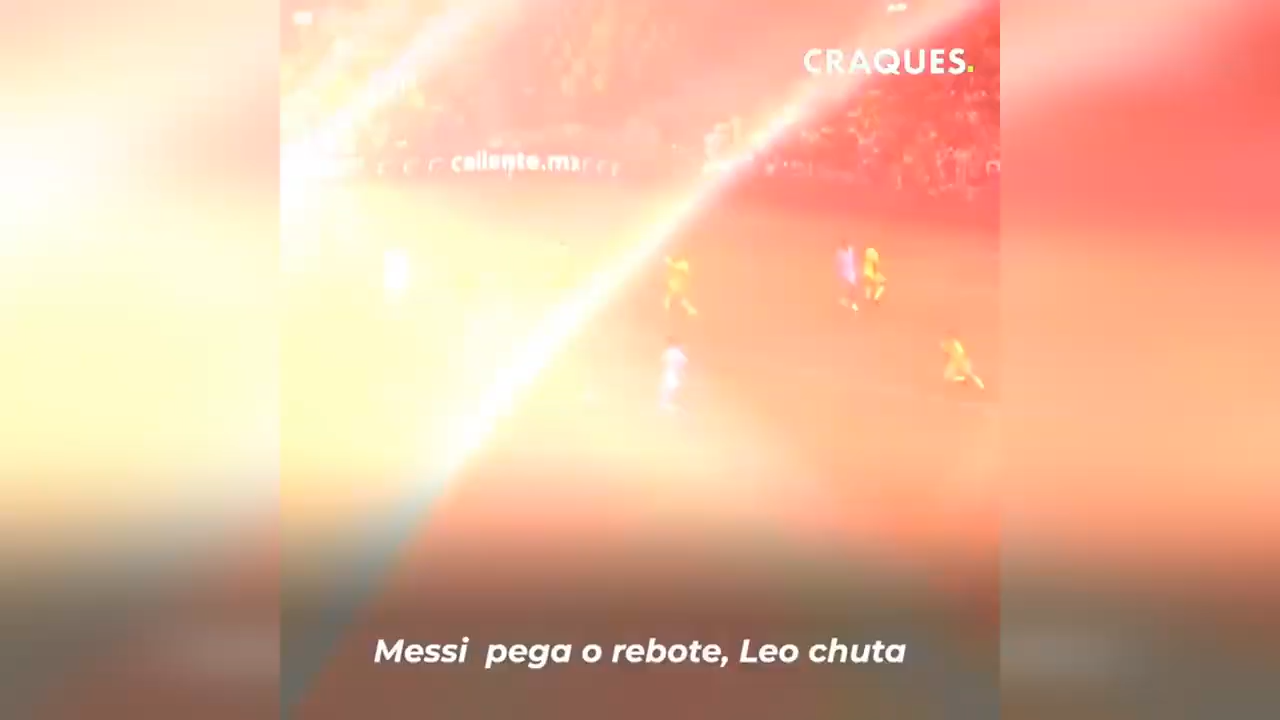 CRAQUES.
caliente.mx
Messi pega o rebote, Leo chuta